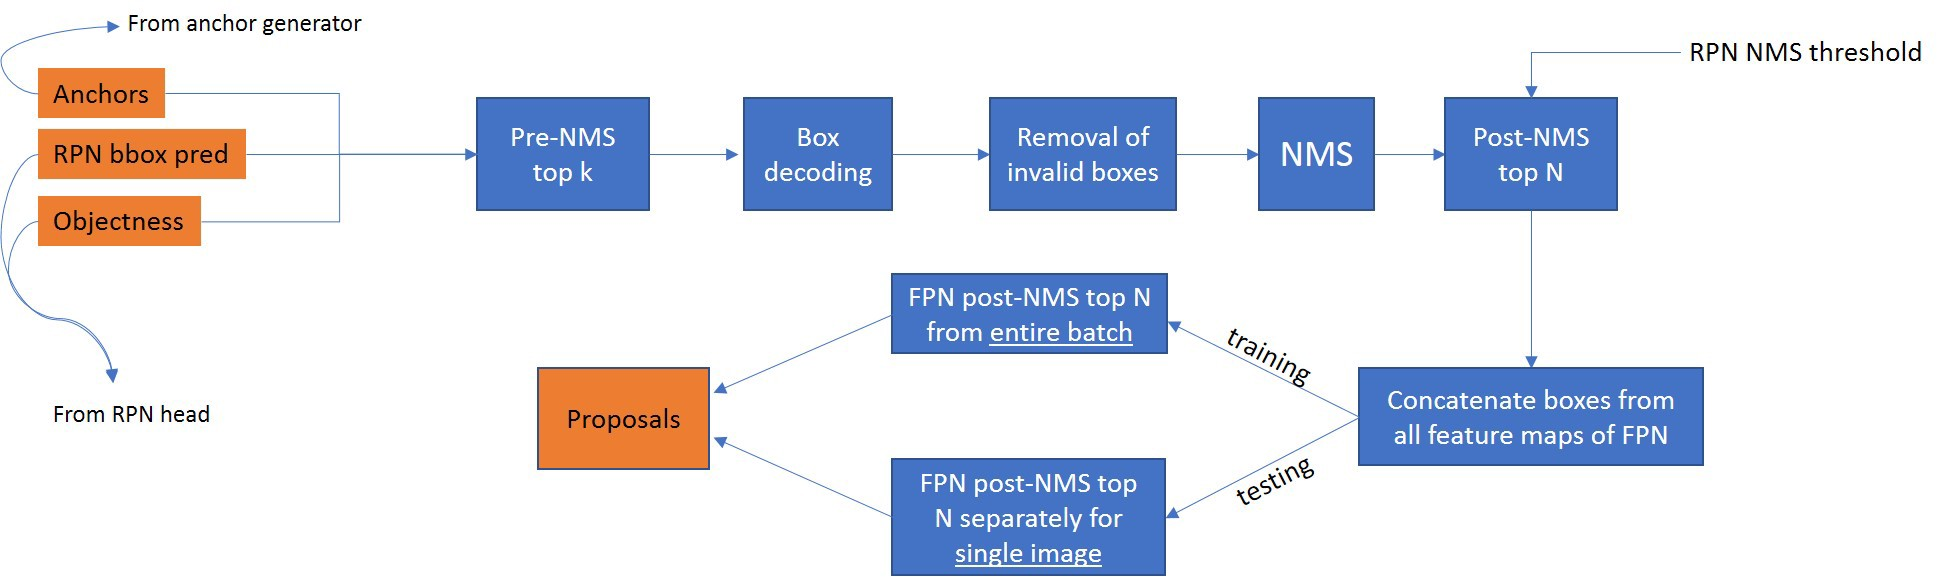 From anchor generator
RPN NMS threshold
Anchors
RPN bbox pred
Objectness
Pre-NMS
top k
Box
decoding
Removal of
invalid boxes
NMS
Post-NMS
top N
From RPN head
FPN post-NMS top N
from entire batch
training
Concatenate boxes from
all feature maps of FPN
Proposals
testing
FPN post-NMS top
N separately for
single image